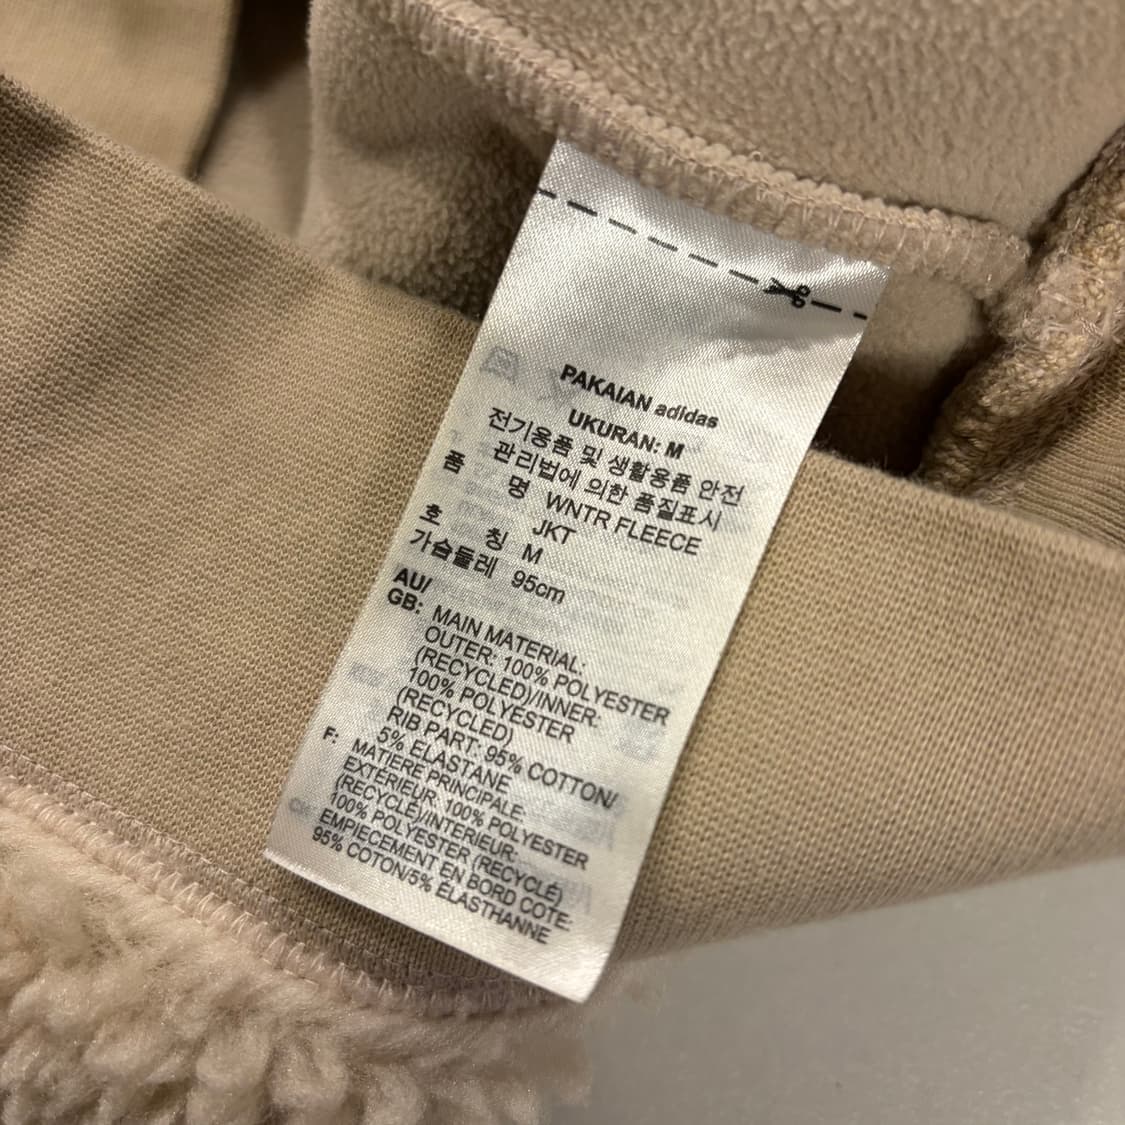 PAKAIAN adidas
UKURAN: M
전기용품 및 생활용품 안전
관리법에 의한 품질표시
품 명 WNTR FLEECE
JKT
호 칭 M
가슴둘레 95cm
AU/
GB: MAIN MATERIAL:
OUTER: 100% POLYESTER
(RECYCLED)/INNER:
100% POLYESTER
(RECYCLED)
RIB PART: 95% COTTON/
5% ELASTANE
F: MATIERE PRINCIPALE:
EXTERIEUR: 100% POLYESTER
(RECYCLÉ)/INTERIEUR:
100% POLYESTER (RECYCLÉ)
EMPIECEMENT EN BORD COTE:
95% COTON/5% ÉLASTHANNE